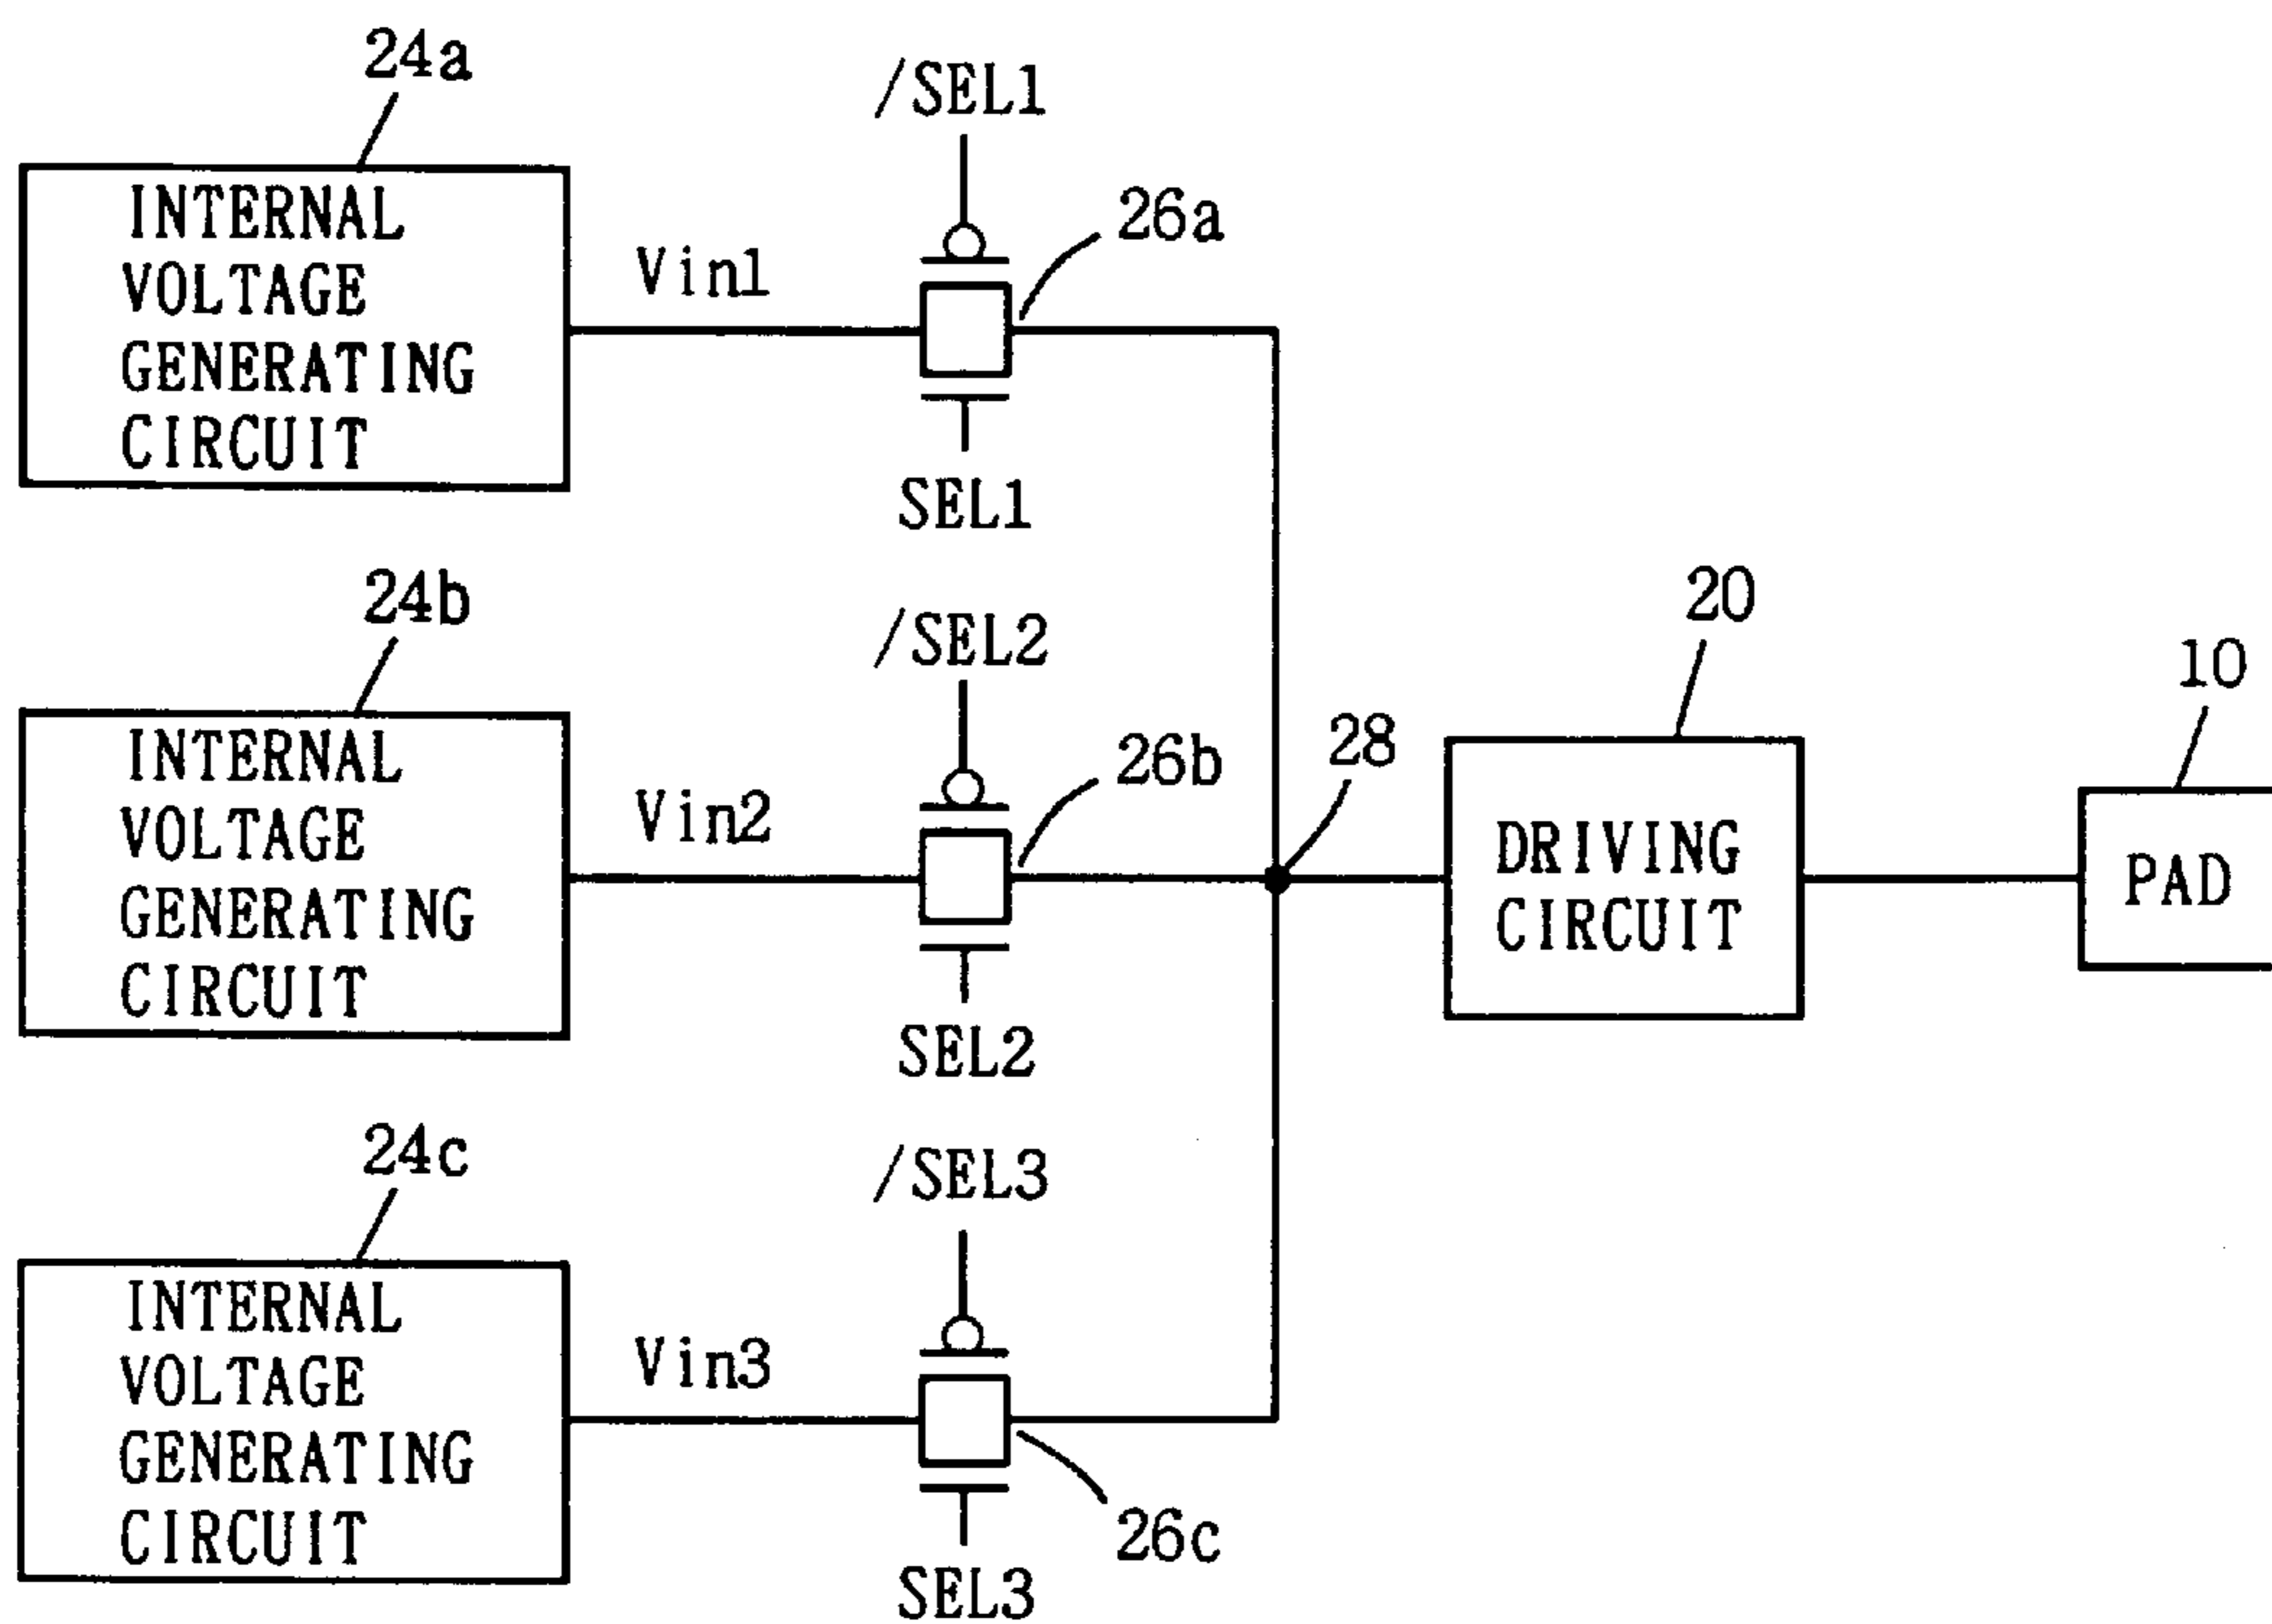 24a
/SEL1
INTERNAL
VOLTAGE
GENERATING
CIRCUIT
Vin1
26a
SEL1
24b
/SEL2
20
10
INTERNAL
VOLTAGE
GENERATING
CIRCUIT
Vin2
26b
28
DRIVING
CIRCUIT
PAD
SEL2
24c
/SEL3
INTERNAL
VOLTAGE
GENERATING
CIRCUIT
Vin3
26c
SEL3